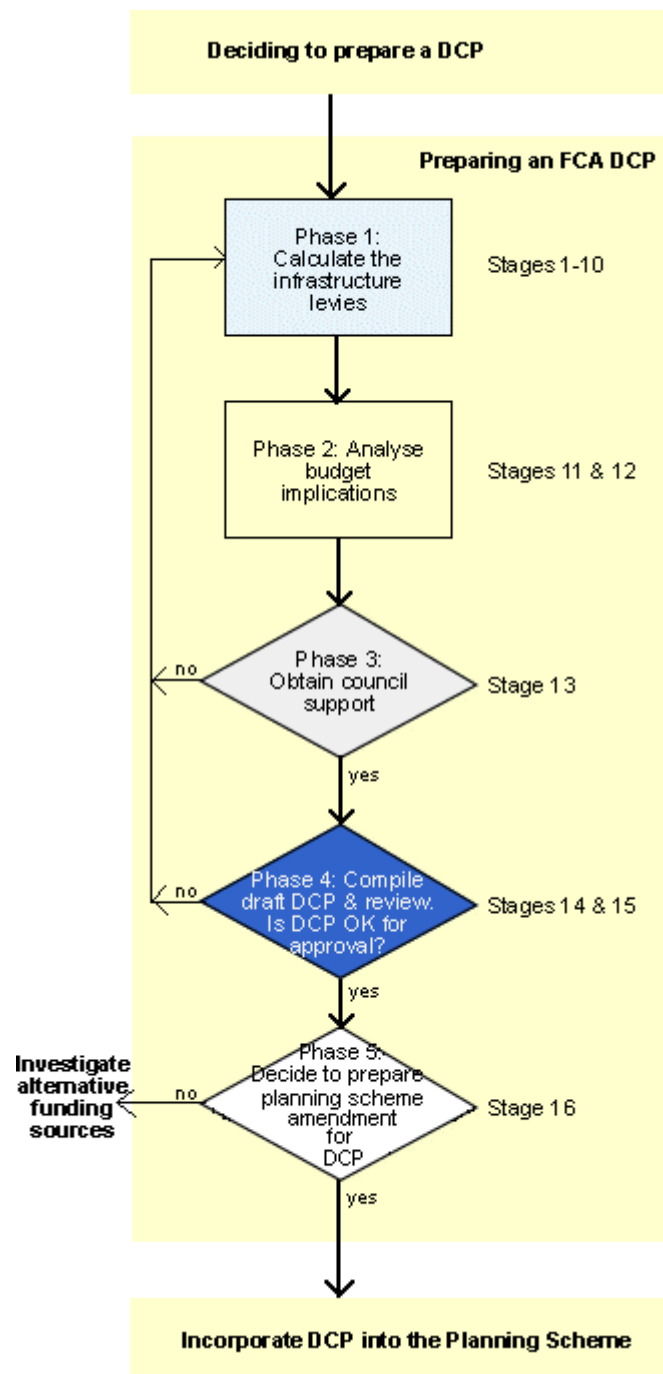 Deciding to prepare a DCP
Preparing an FCA DCP
Phase 1:
Calculate the
infrastructure
levies
Stages 1-10
Phase 2: Analyse
budget
implications
Stages 11 & 12
Phase 3:
Obtain council
support
no
Stage 13
yes
Phase 4: Compile
draft DCP & review.
Is DCP OK for
approval?
no
Stages 14 & 15
yes
Phase 5:
Decide to prepare
planning scheme
amendment
for
DCP
no
Investigate
alternative
funding
sources
Stage 16
yes
Incorporate DCP into the Planning Scheme